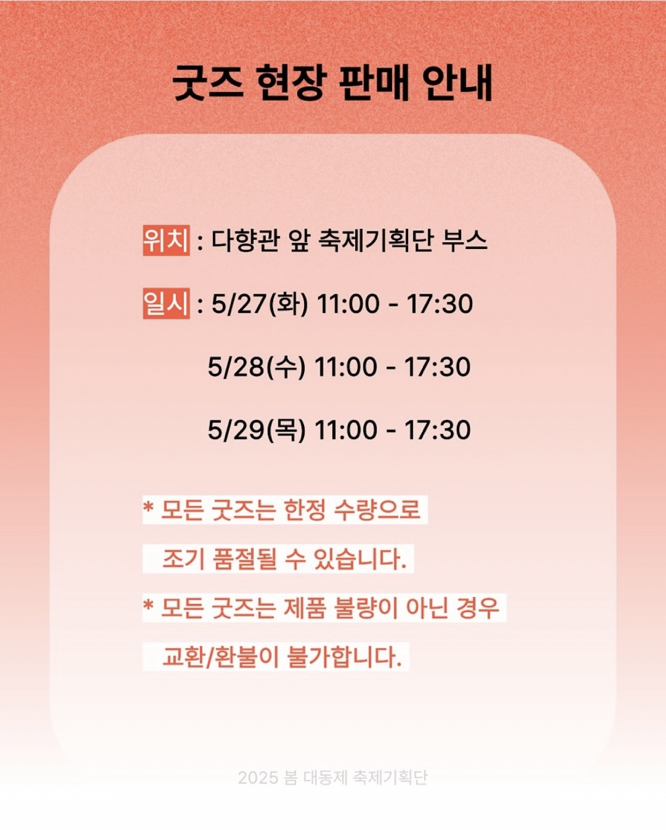 굿즈 현장 판매 안내
위치 : 다향관 앞 축제기획단 부스
일시 : 5/27(화) 11:00 - 17:30
5/28(수) 11:00 - 17:30
5/29(목) 11:00 - 17:30
* 모든 굿즈는 한정 수량으로
조기 품절될 수 있습니다.
* 모든 굿즈는 제품 불량이 아닌 경우
교환/환불이 불가합니다.
2025 봄 대동제 축제기획단